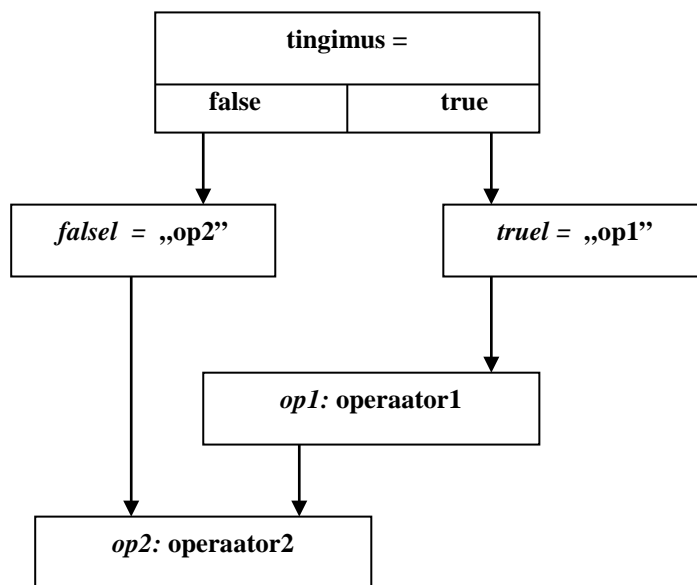 tingimus =
false true
falsel = „op2”
truel = „op1”
op1: operaator1
op2: operaator2